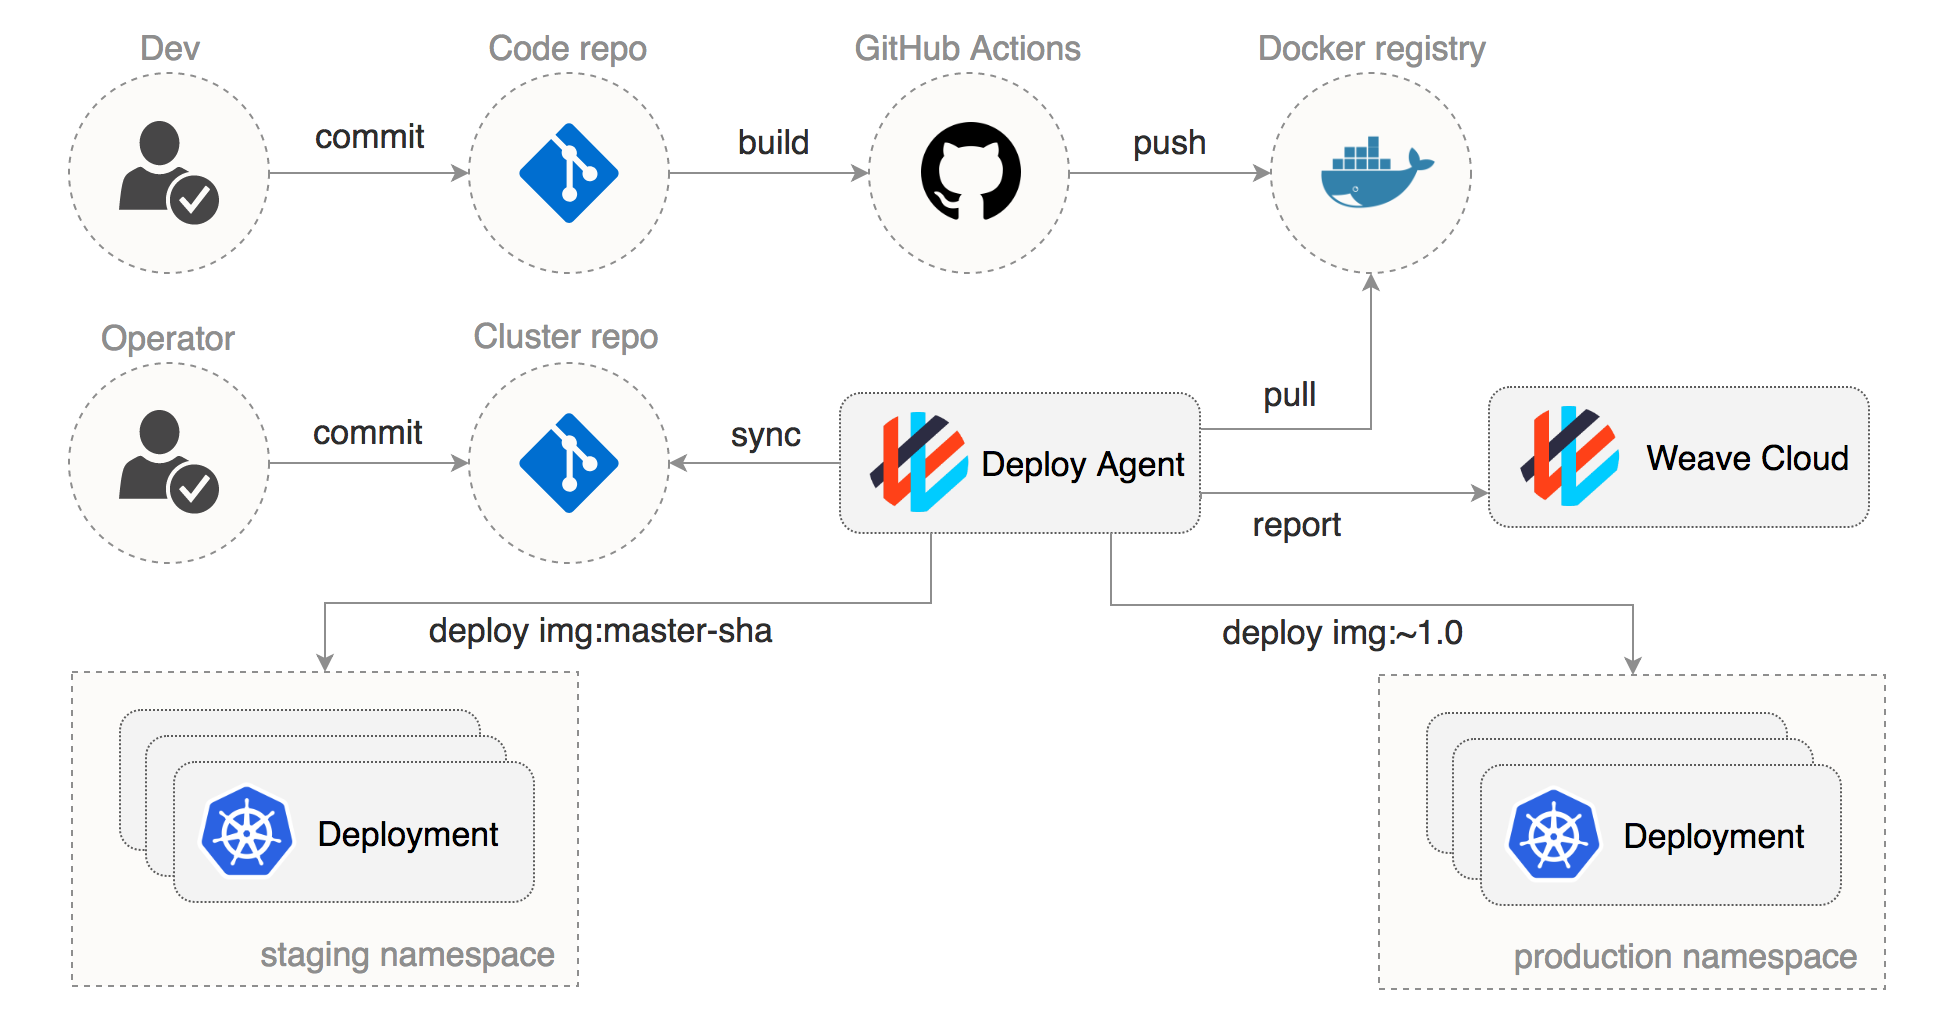 Dev
Code repo
GitHub Actions
Docker registry
commit
build
push
Operator
Cluster repo
commit
sync
Deploy Agent
pull
report
Weave Cloud
deploy img:master-sha
deploy img:~1.0
Deployment
staging namespace
Deployment
production namespace